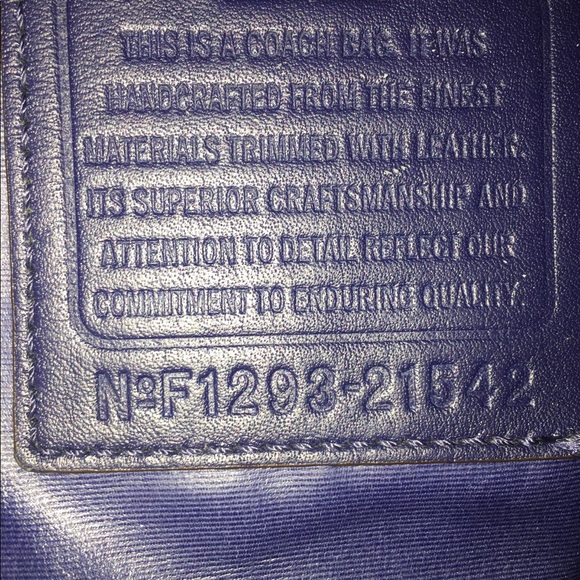 THIS IS A COACH BAG. IT WAS
HANDCRAFTED FROM THE FINEST
MATERIALS TRIMMED WITH LEATHER.
ITS SUPERIOR CRAFTSMANSHIP AND
ATTENTION TO DETAIL REFLECT OUR
COMMITMENT TO ENDURING QUALITY.
NºF1293-21542